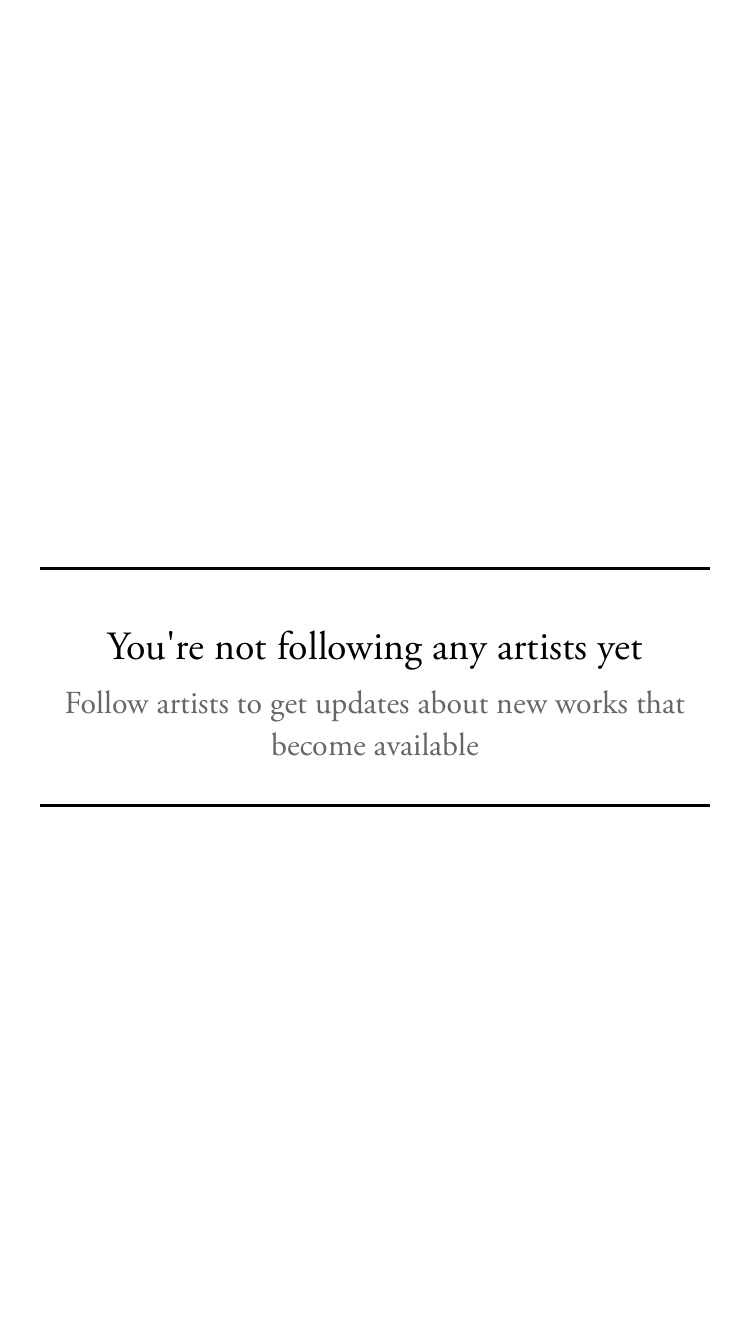 You're not following any artists yet
Follow artists to get updates about new works that
become available